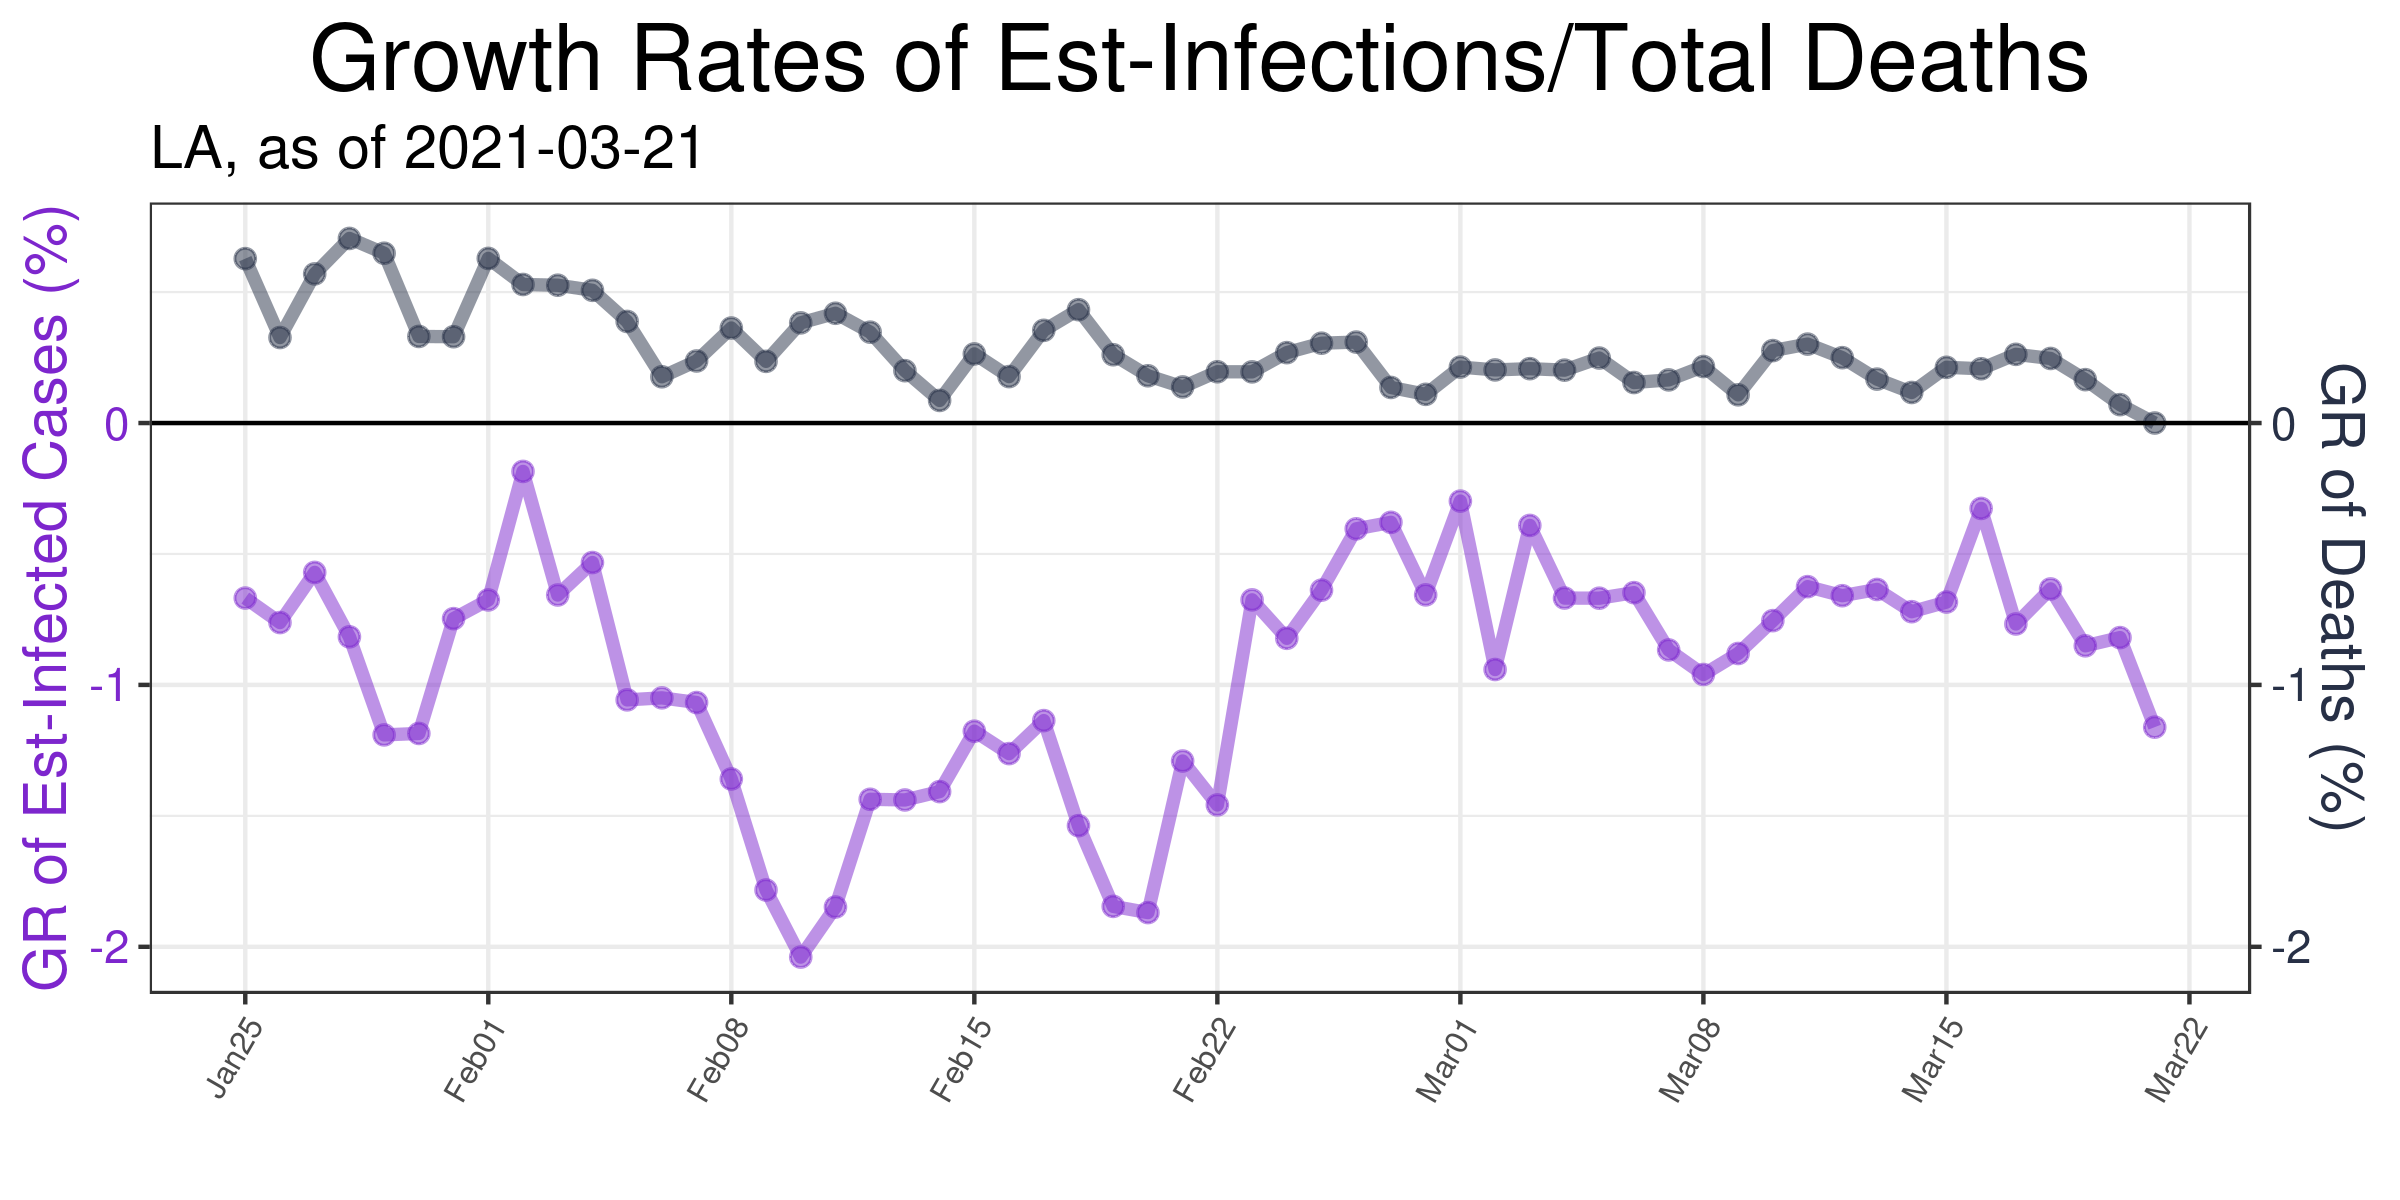 Growth Rates of Est-Infections/Total Deaths
LA, as of 2021-03-21
GR of Est-Infected Cases (%)
0
-1
-2
GR of Deaths (%)
0
-1
-2
Jan25
Feb01
Feb08
Feb15
Feb22
Mar01
Mar08
Mar15
Mar22